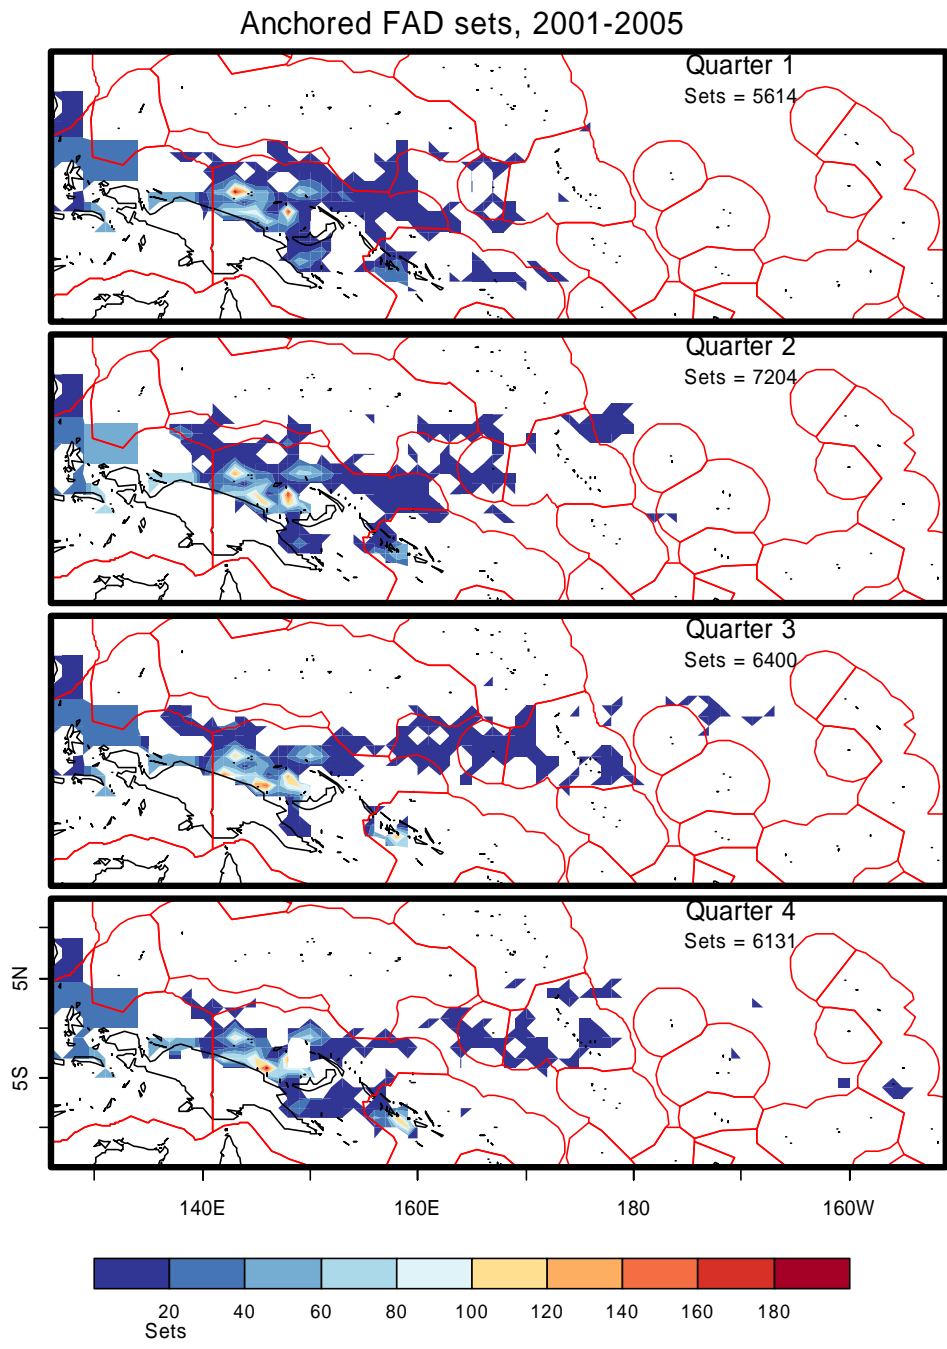 Anchored FAD sets, 2001-2005
Quarter 1
Sets = 5614
Quarter 2
Sets = 7204
Quarter 3
Sets = 6400
Quarter 4
Sets = 6131
5N
5S
140E 160E 180 160W
20 40 60 80 100 120 140 160 180
Sets